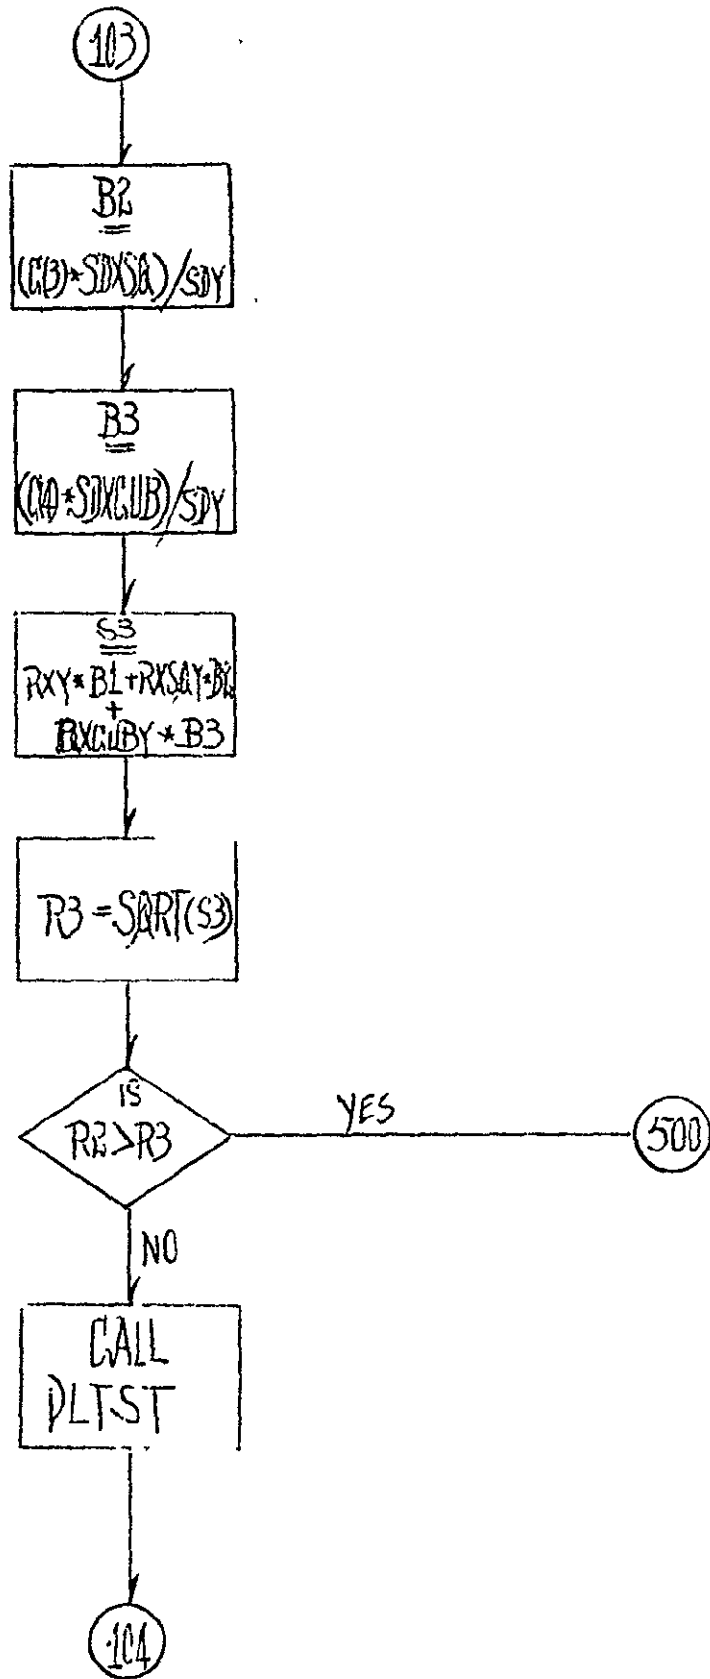 103
B2
=
(C(3)*SDXSQ)/SDY
B3
=
(C(4)*SDXCUB)/SDY
S3
=
RXY*B1+RXSQY*B2
+
RXCUBY*B3
R3=SQRT(S3)
IS
R2>R3
YES
500
NO
CALL
DLTST
104